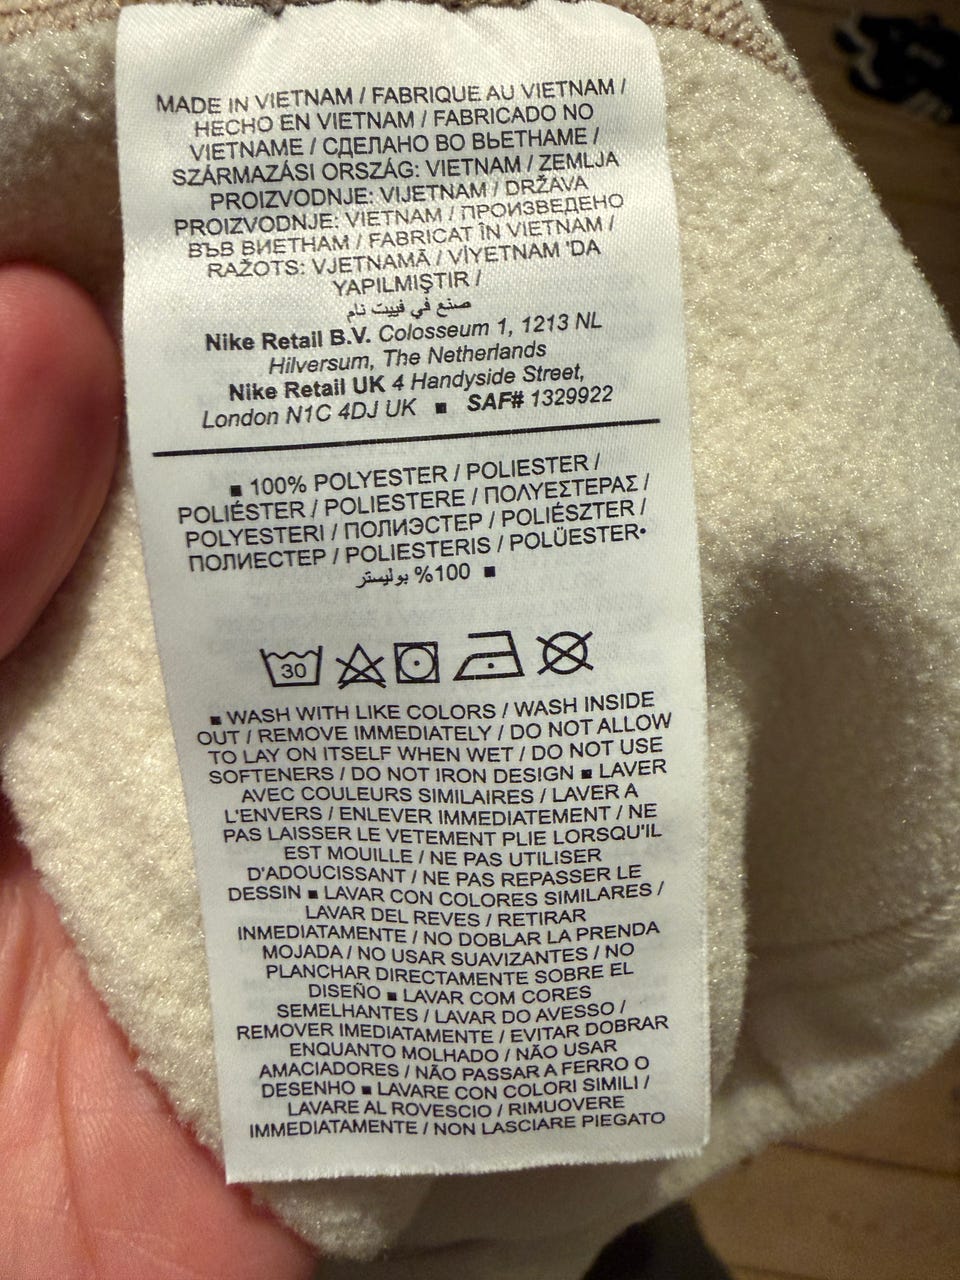 MADE IN VIETNAM / FABRIQUE AU VIETNAM /
HECHO EN VIETNAM / FABRICADO NO
VIETNAME / СДЕЛАНО ВО ВЬЕТНАМЕ /
SZÁRMAZÁSI ORSZÁG: VIETNAM / ZEMLJA
PROIZVODNJE: VIJETNAM / DRŽAVA
PROIZVODNJE: VIETNAM / ПРОИЗВЕДЕНО
ВЪВ ВИЕТНАМ / FABRICAT ÎN VIETNAM /
RAŽOTS: VJETNAMĀ / VİYETNAM 'DA
YAPILMIŞTIR /
صنع في فييت نام
Nike Retail B.V. Colosseum 1, 1213 NL
Hilversum, The Netherlands
Nike Retail UK 4 Handyside Street,
London N1C 4DJ UK ■ SAF# 1329922
■ 100% POLYESTER / POLIESTER /
POLIÉSTER / POLIESTERE / ΠΟΛΥΕΣΤΕΡΑΣ /
POLYESTERI / ПОЛИЭСТЕР / POLIÉSZTER /
ПОЛИЕСТЕР / POLIESTERIS / POLÜESTER•
100% بوليستر ■
30
■ WASH WITH LIKE COLORS / WASH INSIDE
OUT / REMOVE IMMEDIATELY / DO NOT ALLOW
TO LAY ON ITSELF WHEN WET / DO NOT USE
SOFTENERS / DO NOT IRON DESIGN ■ LAVER
AVEC COULEURS SIMILAIRES / LAVER A
L'ENVERS / ENLEVER IMMEDIATEMENT / NE
PAS LAISSER LE VETEMENT PLIE LORSQU'IL
EST MOUILLE / NE PAS UTILISER
D'ADOUCISSANT / NE PAS REPASSER LE
DESSIN ■ LAVAR CON COLORES SIMILARES /
LAVAR DEL REVES / RETIRAR
INMEDIATAMENTE / NO DOBLAR LA PRENDA
MOJADA / NO USAR SUAVIZANTES / NO
PLANCHAR DIRECTAMENTE SOBRE EL
DISEÑO ■ LAVAR COM CORES
SEMELHANTES / LAVAR DO AVESSO /
REMOVER IMEDIATAMENTE / EVITAR DOBRAR
ENQUANTO MOLHADO / NÃO USAR
AMACIADORES / NÃO PASSAR A FERRO O
DESENHO ■ LAVARE CON COLORI SIMILI /
LAVARE AL ROVESCIO / RIMUOVERE
IMMEDIATAMENTE / NON LASCIARE PIEGATO